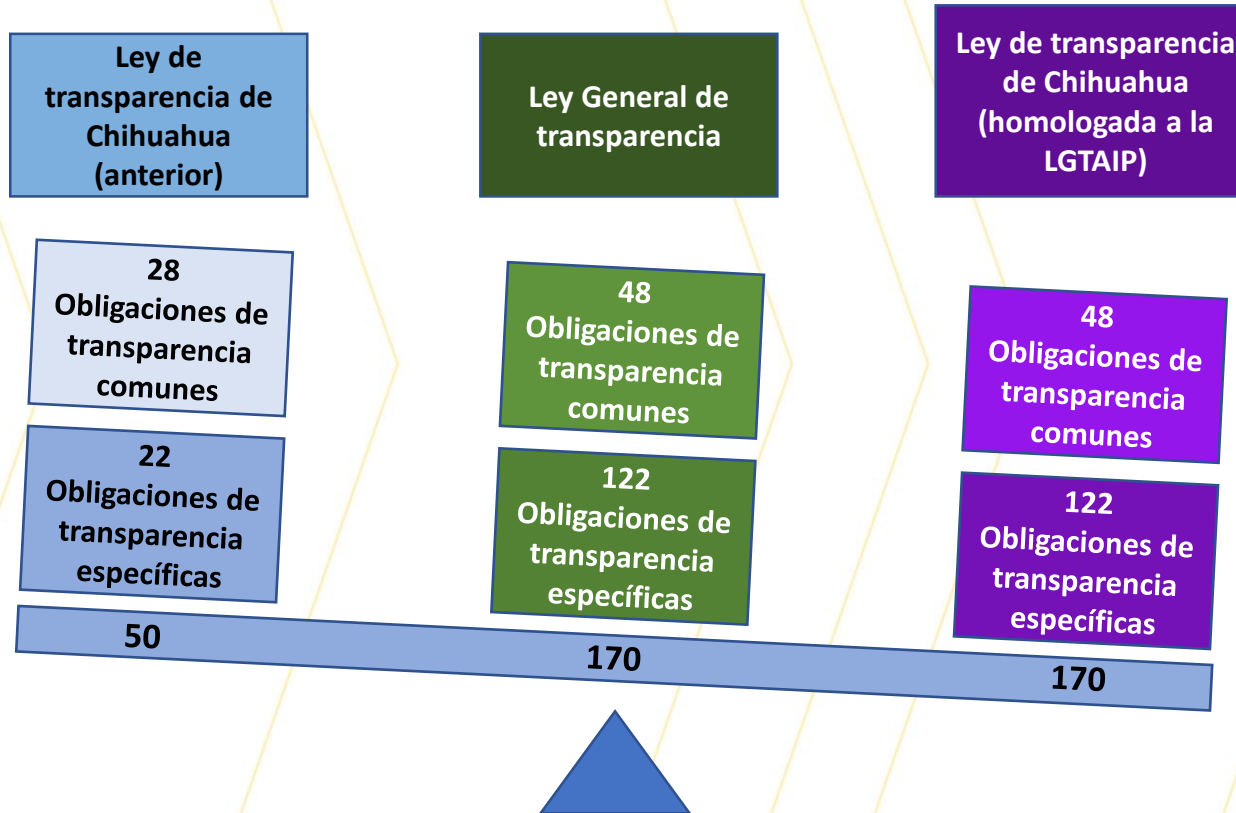 Ley de
transparencia de
Chihuahua
(anterior)
Ley General de
transparencia
Ley de transparencia
de Chihuahua
(homologada a la
LGTAIP)
28
Obligaciones de
transparencia
comunes
48
Obligaciones de
transparencia
comunes
48
Obligaciones de
transparencia
comunes
22
Obligaciones de
transparencia
específicas
122
Obligaciones de
transparencia
específicas
122
Obligaciones de
transparencia
específicas
50
170
170